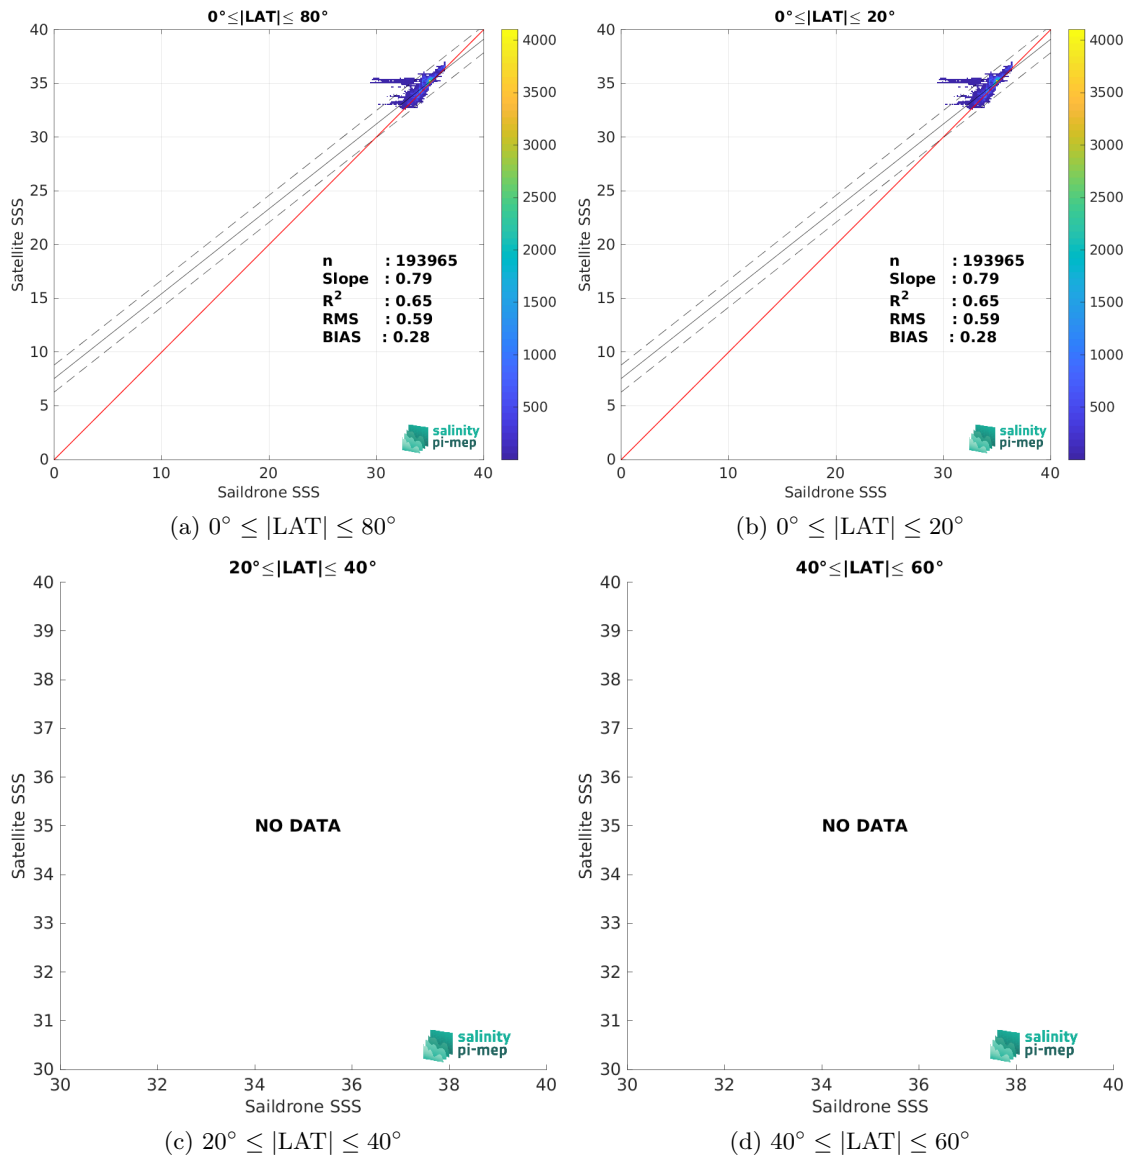 0°≤|LAT|≤ 80°
40
35
30
25
20
15
10
5
0
Satellite SSS
n : 193965
Slope : 0.79
R² : 0.65
RMS : 0.59
BIAS : 0.28
salinity
pi-mep
0 10 20 30 40
Saildrone SSS
4000
3500
3000
2500
2000
1500
1000
500
(a) 0° ≤ |LAT| ≤ 80°
0°≤|LAT|≤ 20°
40
35
30
25
20
15
10
5
0
Satellite SSS
n : 193965
Slope : 0.79
R² : 0.65
RMS : 0.59
BIAS : 0.28
salinity
pi-mep
0 10 20 30 40
Saildrone SSS
4000
3500
3000
2500
2000
1500
1000
500
(b) 0° ≤ |LAT| ≤ 20°
20°≤|LAT|≤ 40°
40
39
38
37
36
35
34
33
32
31
30
Satellite SSS
NO DATA
salinity
pi-mep
30 32 34 36 38 40
Saildrone SSS
(c) 20° ≤ |LAT| ≤ 40°
40°≤|LAT|≤ 60°
40
39
38
37
36
35
34
33
32
31
30
Satellite SSS
NO DATA
salinity
pi-mep
30 32 34 36 38 40
Saildrone SSS
(d) 40° ≤ |LAT| ≤ 60°